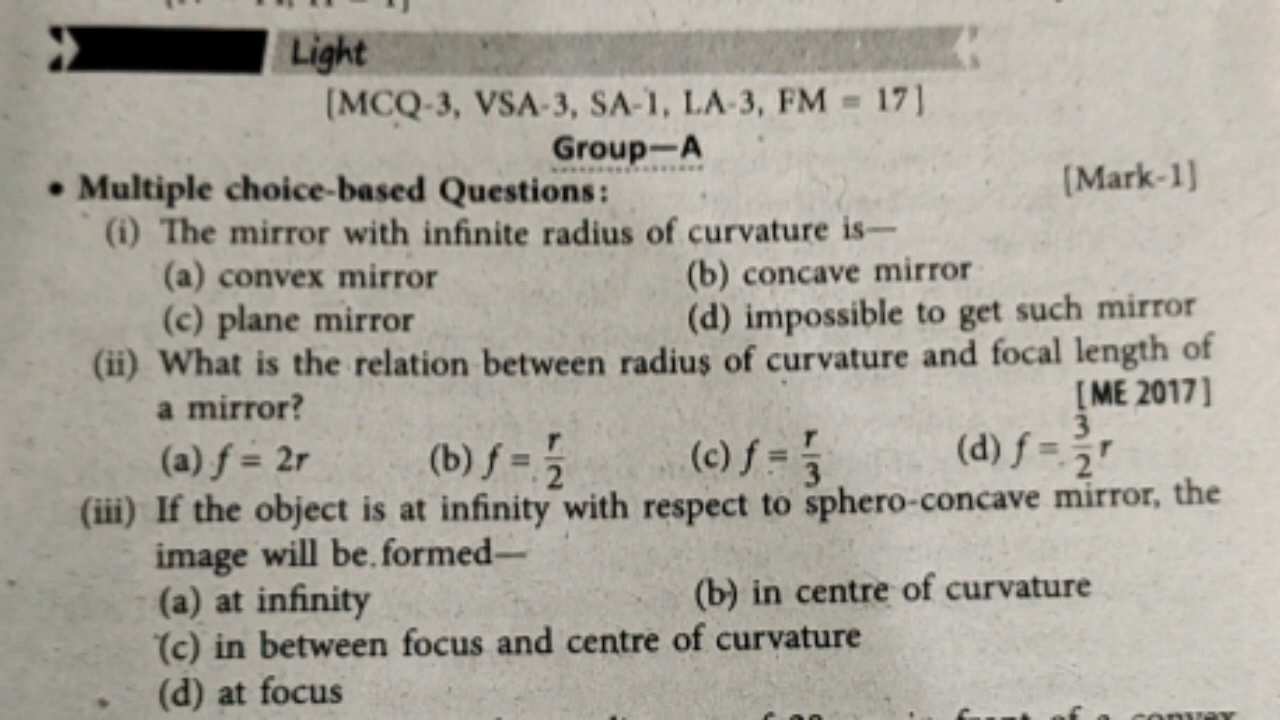 Light
[MCQ-3, VSA-3, SA-1, LA-3, FM = 17]
Group—A
• Multiple choice-based Questions: [Mark-1]
(i) The mirror with infinite radius of curvature is—
(a) convex mirror (b) concave mirror
(c) plane mirror (d) impossible to get such mirror
(ii) What is the relation between radius of curvature and focal length of
a mirror? [ME 2017]
(a) f = 2r (b) f = r/2 (c) f = r/3 (d) f = 3/2 r
(iii) If the object is at infinity with respect to sphero-concave mirror, the
image will be formed—
(a) at infinity (b) in centre of curvature
(c) in between focus and centre of curvature
(d) at focus